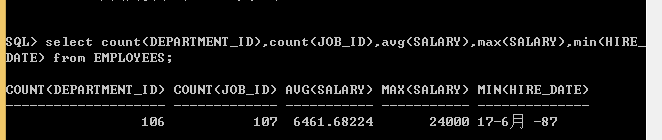 SQL> select count(DEPARTMENT_ID),count(JOB_ID),avg(SALARY),max(SALARY),min(HIRE_
DATE) from EMPLOYEES;
COUNT(DEPARTMENT_ID) COUNT(JOB_ID) AVG(SALARY) MAX(SALARY) MIN(HIRE_DATE)
-------------------- ------------- ----------- ----------- --------------
106 107 6461.68224 24000 17-6月 -87